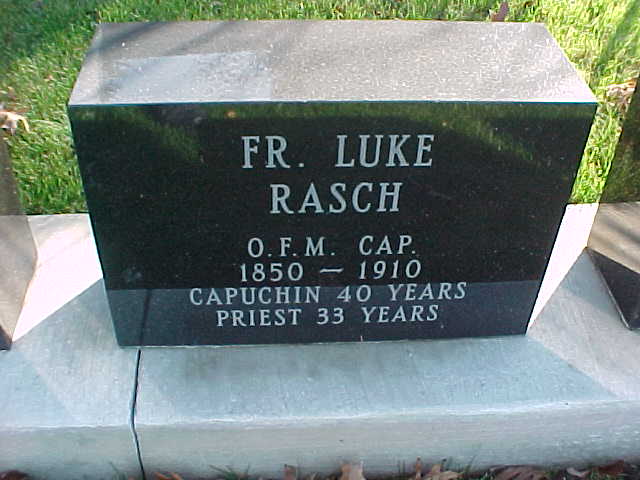 FR. LUKE
RASCH
O.F.M. CAP.
1850 – 1910
CAPUCHIN 40 YEARS
PRIEST 33 YEARS